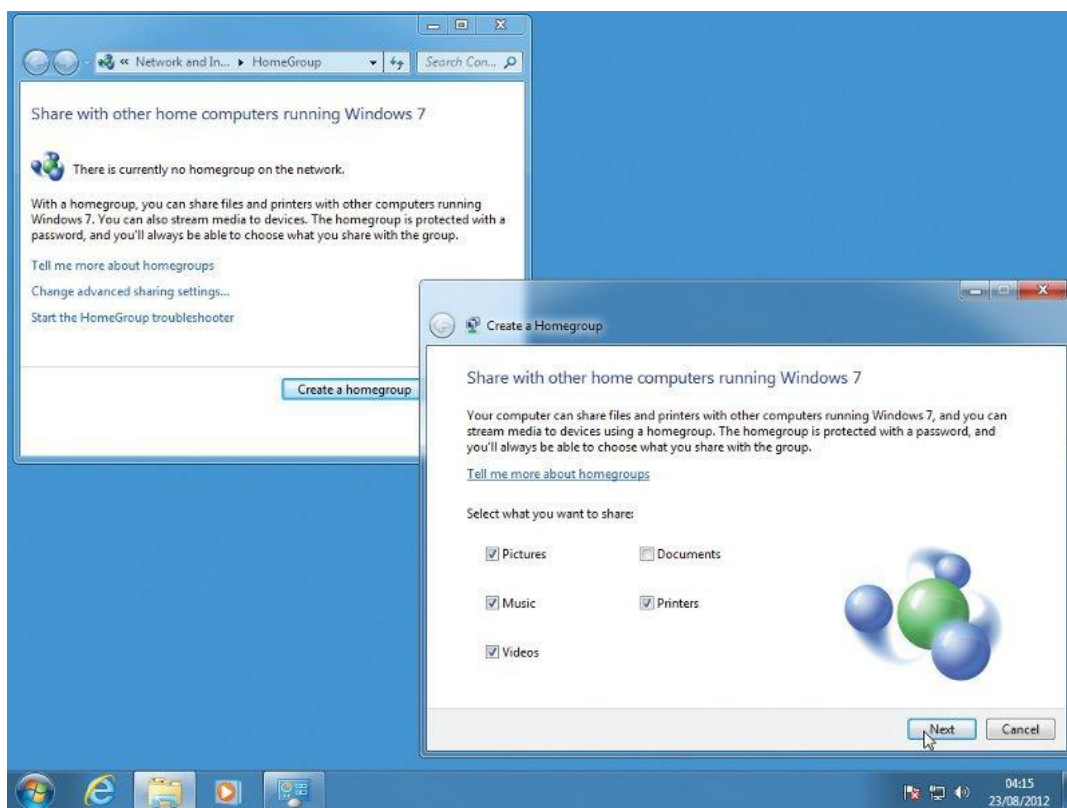 « Network and In... ▸ HomeGroup
Search Con...
Share with other home computers running Windows 7
There is currently no homegroup on the network.
With a homegroup, you can share files and printers with other computers running
Windows 7. You can also stream media to devices. The homegroup is protected with a
password, and you'll always be able to choose what you share with the group.
Tell me more about homegroups
Change advanced sharing settings...
Start the HomeGroup troubleshooter
Create a homegroup
Create a Homegroup
Share with other home computers running Windows 7
Your computer can share files and printers with other computers running Windows 7, and you can
stream media to devices using a homegroup. The homegroup is protected with a password, and
you'll always be able to choose what you share with the group.
Tell me more about homegroups
Select what you want to share:
Pictures
Documents
Music
Printers
Videos
Next
Cancel
04:15
23/08/2012